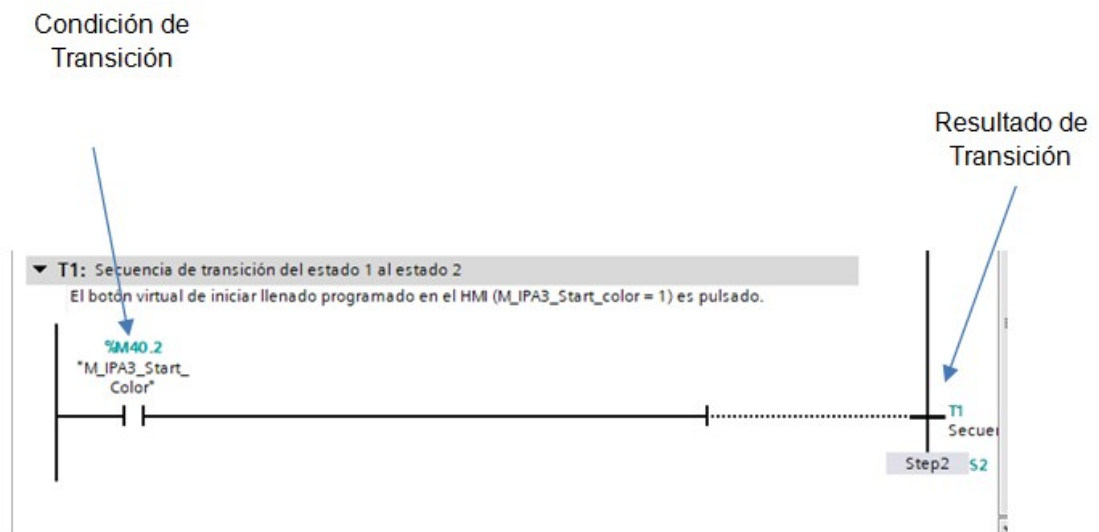 Condición de
Transición
Resultado de
Transición
T1: Secuencia de transición del estado 1 al estado 2
El botón virtual de iniciar llenado programado en el HMI (M_IPA3_Start_color = 1) es pulsado.
%M40.2
"M_IPA3_Start_
Color"
T1
Secuer
Step2 S2